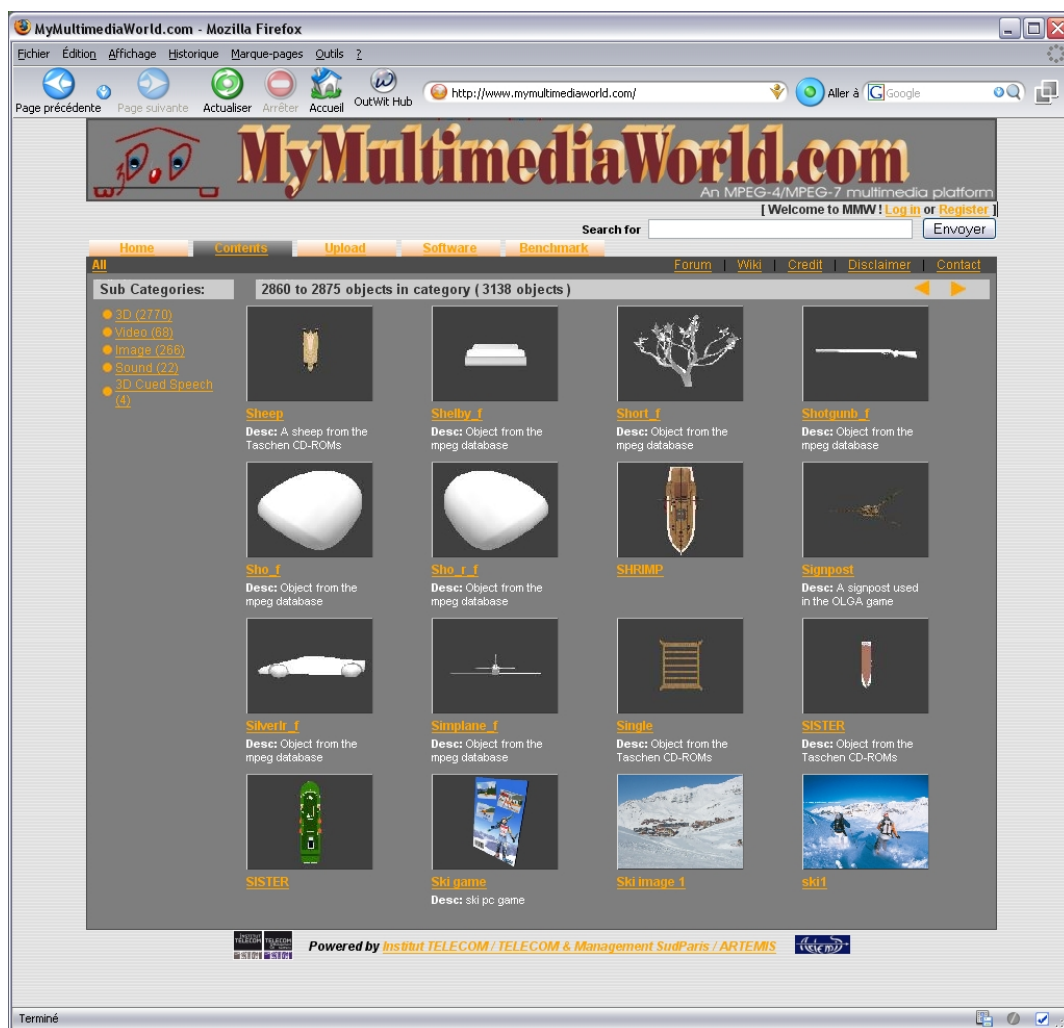 MyMultimediaWorld.com - Mozilla Firefox
Fichier Édition Affichage Historique Marque-pages Outils ?
Page précédente Page suivante Actualiser Arrêter Accueil OutWit Hub http://www.mymultimediaworld.com/ Aller à Google
MyMultimediaWorld.com
An MPEG-4/MPEG-7 multimedia platform
[ Welcome to MMW ! Log in or Register ]
Search for Envoyer
Home Contents Upload Software Benchmark
All Forum | Wiki | Credit | Disclaimer | Contact
Sub Categories: 2860 to 2875 objects in category ( 3138 objects )
3D (2770)
Video (68)
Image (266)
Sound (22)
3D Cued Speech
(4)
Sheep Shelby_f Short_f Shotgunb_f
Desc: A sheep from the Desc: Object from the Desc: Object from the Desc: Object from the
Taschen CD-ROMs mpeg database mpeg database mpeg database
Sho_f Sho_r_f SHRIMP Signpost
Desc: Object from the Desc: Object from the Desc: A signpost used
mpeg database mpeg database in the OLGA game
Silverlr_f Simplane_f Single SISTER
Desc: Object from the Desc: Object from the Desc: Object from the Desc: Object from the
mpeg database mpeg database Taschen CD-ROMs Taschen CD-ROMs
SISTER Ski game Ski image 1 ski1
Desc: ski pc game
Powered by Institut TELECOM / TELECOM & Management SudParis / ARTEMIS
Terminé